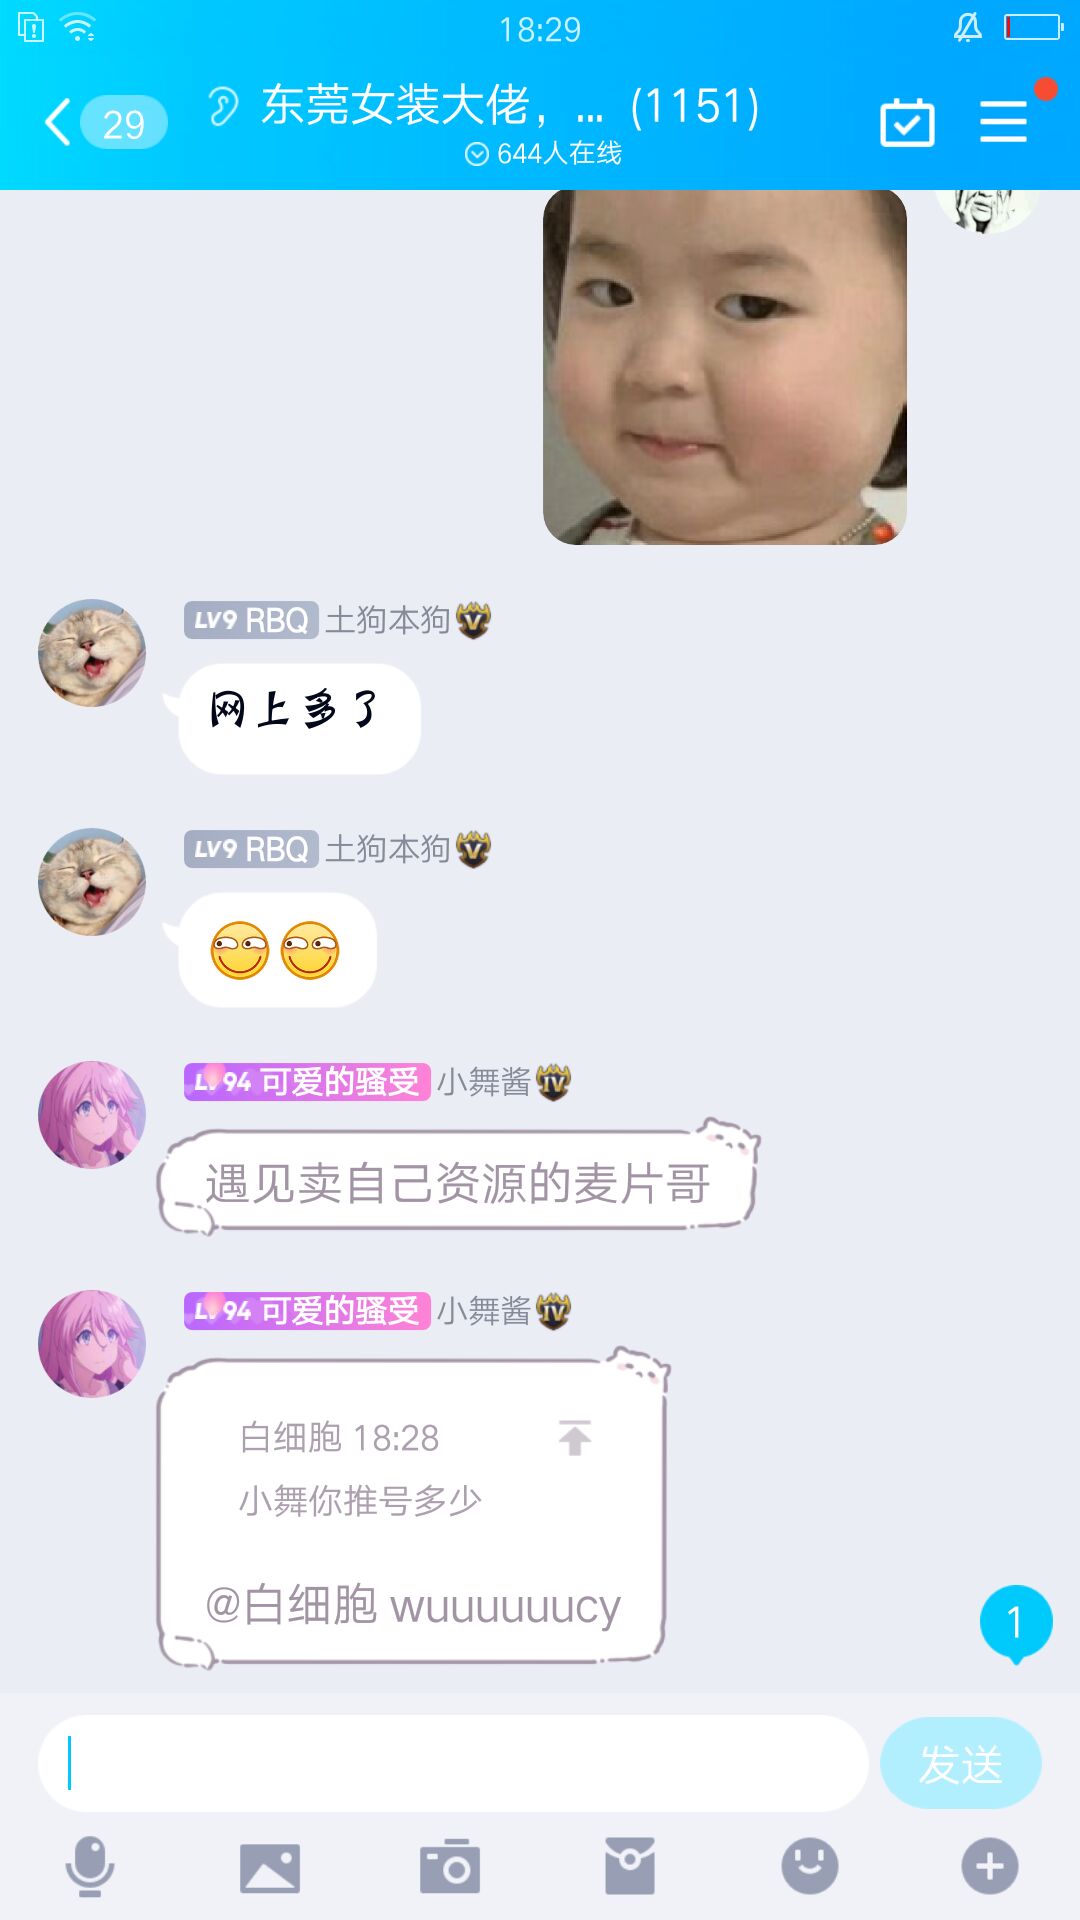 18:29
29
东莞女装大佬，... (1151)
644人在线
LV9 RBQ 土狗本狗 V
网上多了
LV9 RBQ 土狗本狗 V
LV94 可爱的骚受 小舞酱 IV
遇见卖自己资源的麦片哥
LV94 可爱的骚受 小舞酱 IV
白细胞 18:28
小舞你推号多少
@白细胞 wuuuuuucy
1
发送